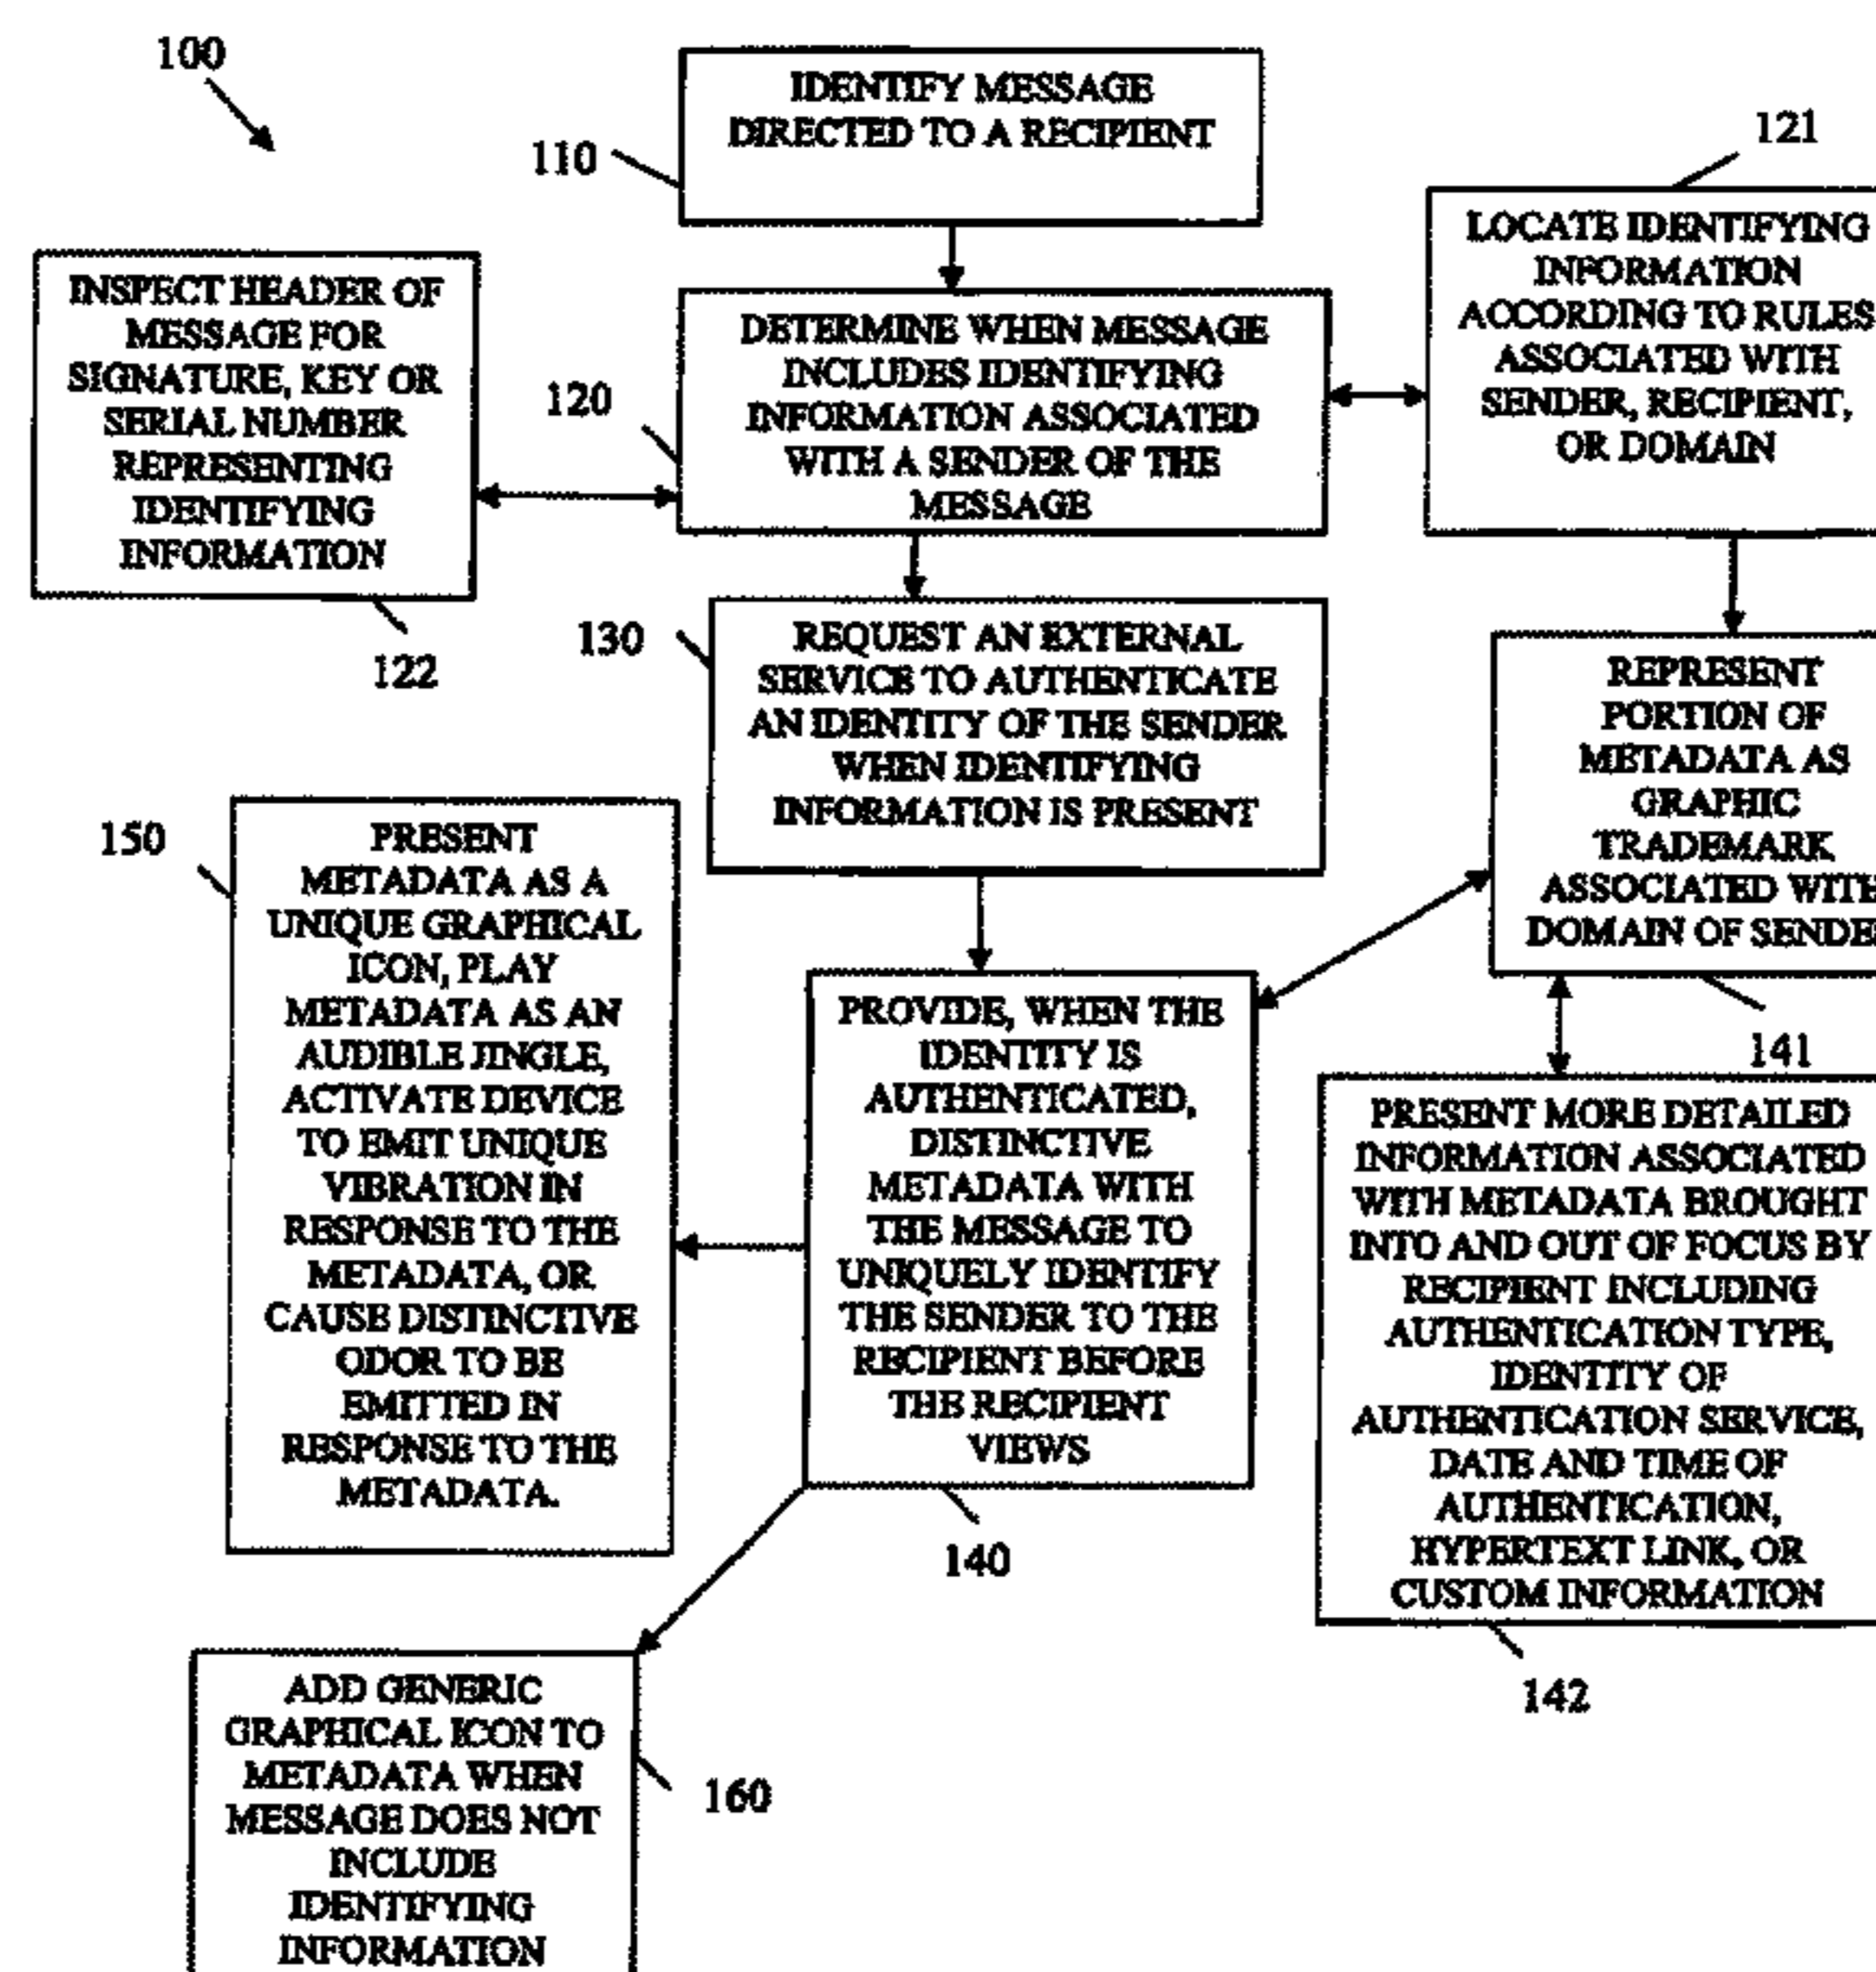 100
IDENTIFY MESSAGE
DIRECTED TO A RECIPIENT
110
121
LOCATE IDENTIFYING
INFORMATION
ACCORDING TO RULES
ASSOCIATED WITH
SENDER, RECIPIENT,
OR DOMAIN
INSPECT HEADER OF
MESSAGE FOR
SIGNATURE, KEY OR
SERIAL NUMBER
REPRESENTING
IDENTIFYING
INFORMATION
122
DETERMINE WHEN MESSAGE
INCLUDES IDENTIFYING
INFORMATION ASSOCIATED
WITH A SENDER OF THE
MESSAGE
120
130
REQUEST AN EXTERNAL
SERVICE TO AUTHENTICATE
AN IDENTITY OF THE SENDER
WHEN IDENTIFYING
INFORMATION IS PRESENT
REPRESENT
PORTION OF
METADATA AS
GRAPHIC
TRADEMARK
ASSOCIATED WITH
DOMAIN OF SENDE
141
150
PRESENT
METADATA AS A
UNIQUE GRAPHICAL
ICON, PLAY
METADATA AS AN
AUDIBLE JINGLE,
ACTIVATE DEVICE
TO EMIT UNIQUE
VIBRATION IN
RESPONSE TO THE
METADATA, OR
CAUSE DISTINCTIVE
ODOR TO BE
EMITTED IN
RESPONSE TO THE
METADATA.
PROVIDE, WHEN THE
IDENTITY IS
AUTHENTICATED,
DISTINCTIVE
METADATA WITH
THE MESSAGE TO
UNIQUELY IDENTIFY
THE SENDER TO THE
RECIPIENT BEFORE
THE RECIPIENT
VIEWS
140
PRESENT MORE DETAILED
INFORMATION ASSOCIATED
WITH METADATA BROUGHT
INTO AND OUT OF FOCUS BY
RECIPIENT INCLUDING
AUTHENTICATION TYPE,
IDENTITY OF
AUTHENTICATION SERVICE,
DATE AND TIME OF
AUTHENTICATION,
HYPERTEXT LINK, OR
CUSTOM INFORMATION
142
ADD GENERIC
GRAPHICAL ICON TO
METADATA WHEN
MESSAGE DOES NOT
INCLUDE
IDENTIFYING
INFORMATION
160